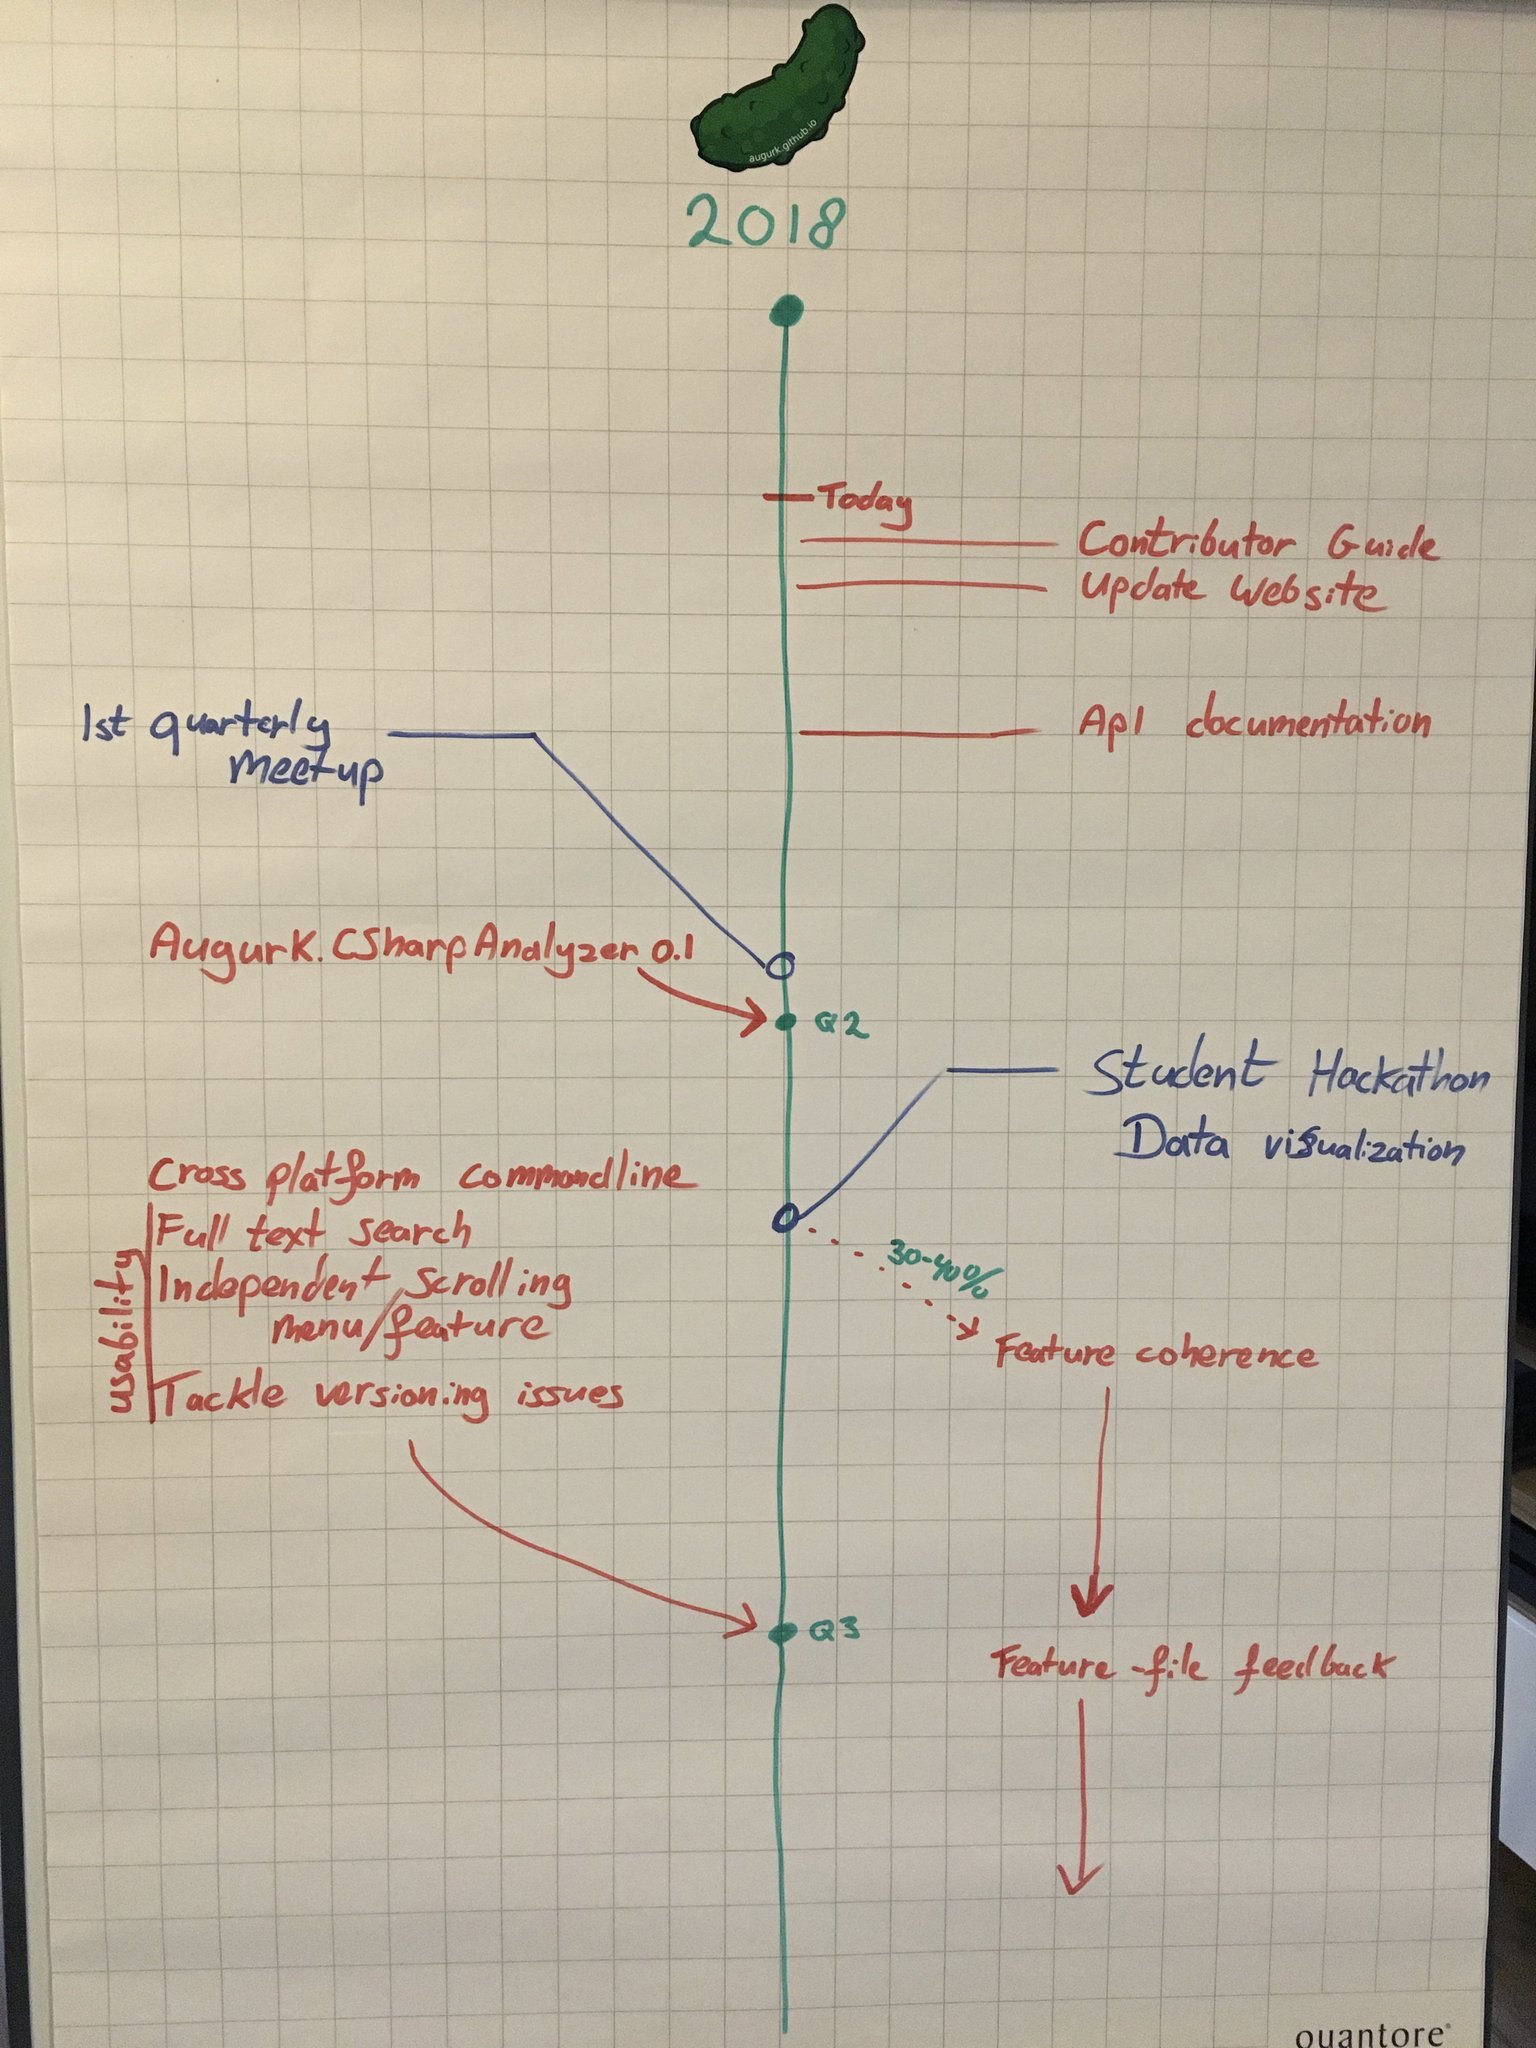 augurk.github.io
2018
Today
Contributor Guide
Update Website
1st quarterly
Meetup
ApI documentation
Augurk.CSharpAnalyzer 0.1
Q2
Student Hackathon
Data visualization
Cross platform commandline
usability
Full text search
Independent scrolling
menu/feature
Tackle versioning issues
30-40%
Feature coherence
Q3
Feature-file feedback
quantore